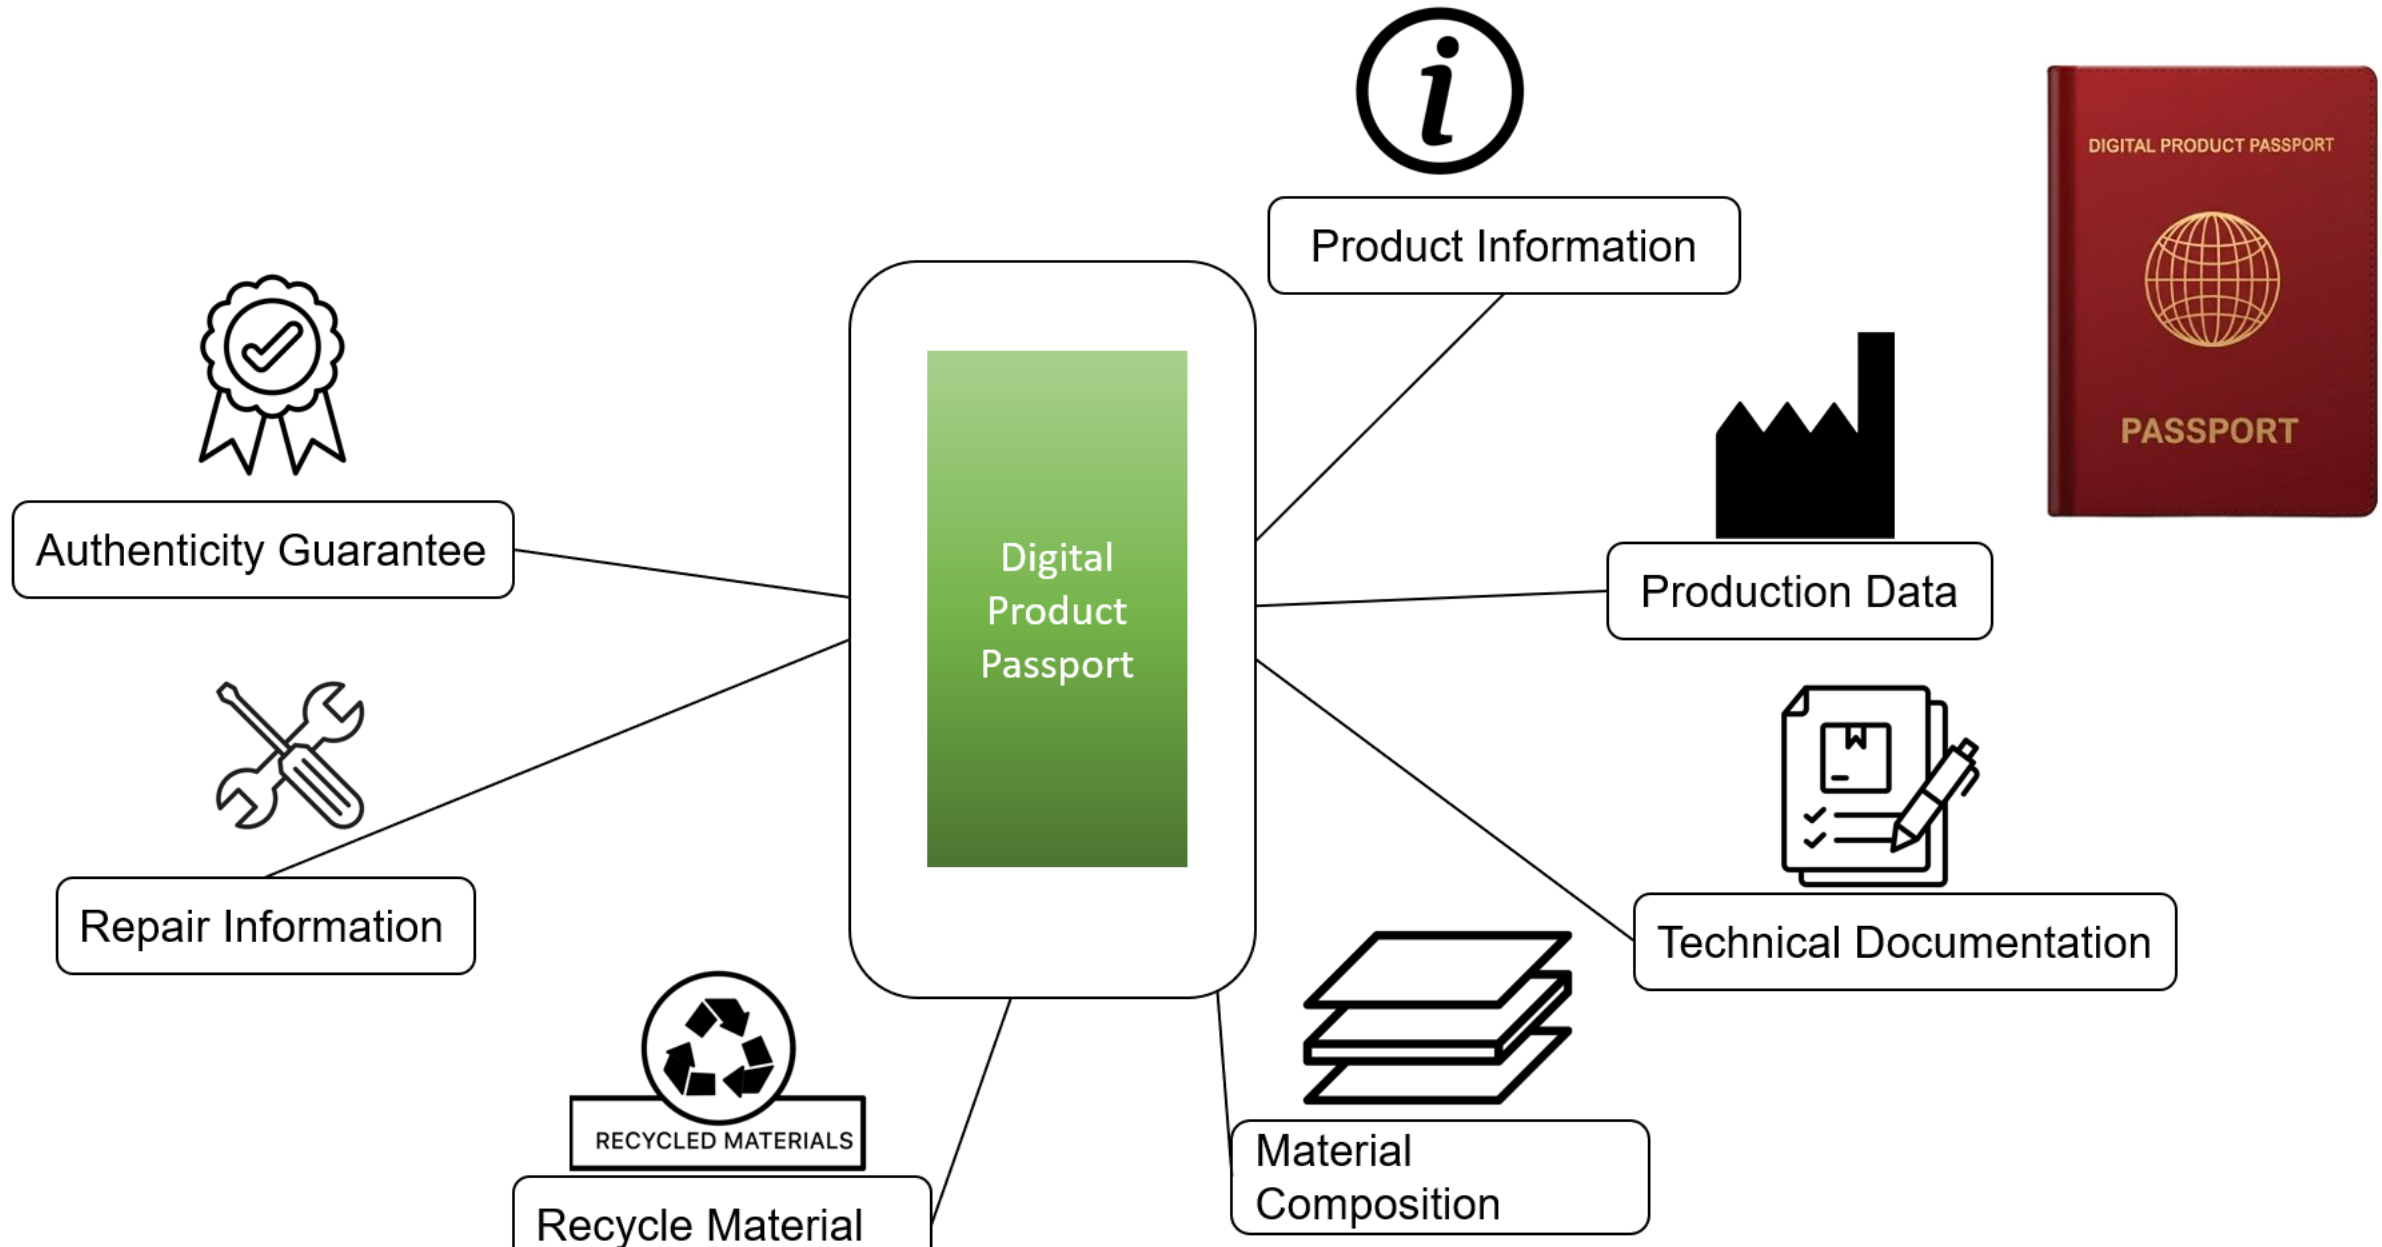 Product Information
DIGITAL PRODUCT PASSPORT
PASSPORT
Authenticity Guarantee
Digital
Product
Passport
Production Data
Repair Information
Technical Documentation
RECYCLED MATERIALS
Recycle Material
Material
Composition